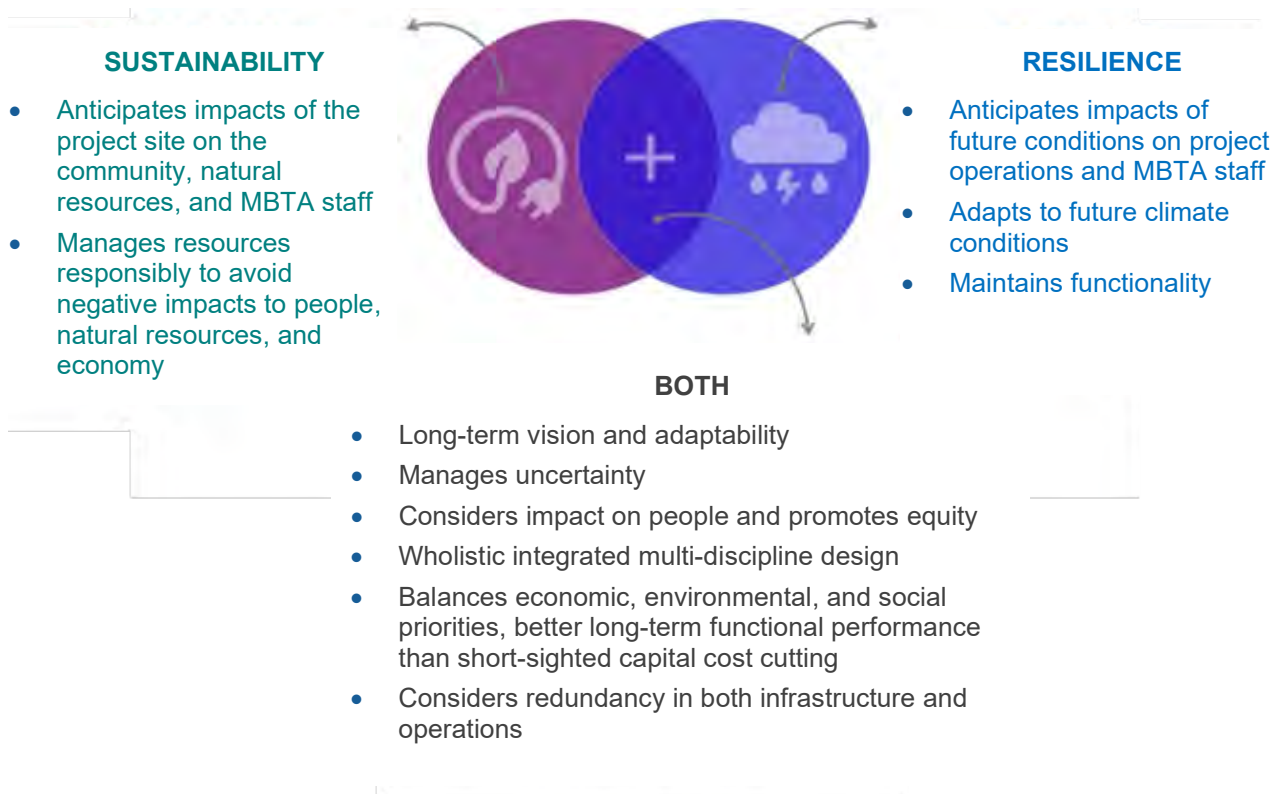 SUSTAINABILITY
• Anticipates impacts of the
project site on the
community, natural
resources, and MBTA staff
• Manages resources
responsibly to avoid
negative impacts to people,
natural resources, and
economy
RESILIENCE
• Anticipates impacts of
future conditions on project
operations and MBTA staff
• Adapts to future climate
conditions
• Maintains functionality
BOTH
• Long-term vision and adaptability
• Manages uncertainty
• Considers impact on people and promotes equity
• Wholistic integrated multi-discipline design
• Balances economic, environmental, and social
priorities, better long-term functional performance
than short-sighted capital cost cutting
• Considers redundancy in both infrastructure and
operations